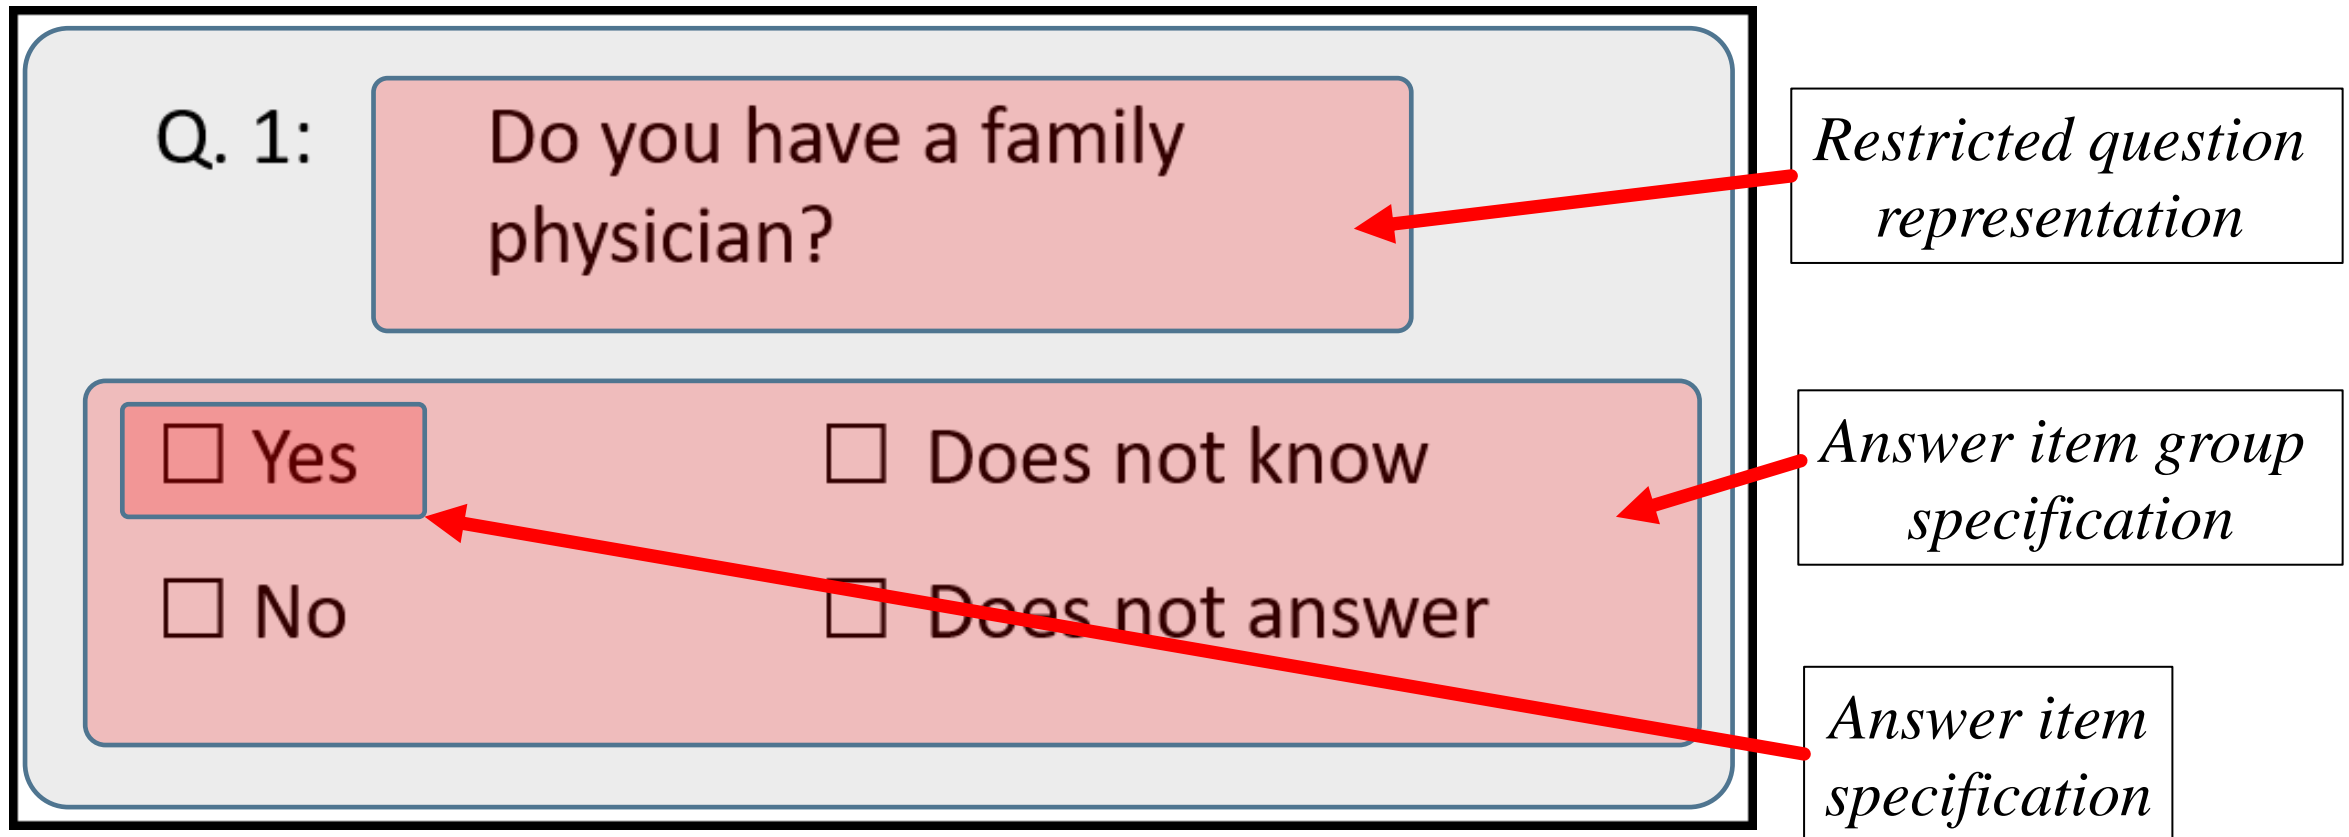 Q. 1: Do you have a family
physician?
☐ Yes ☐ Does not know
☐ No ☐ Does not answer
Restricted question
representation
Answer item group
specification
Answer item
specification